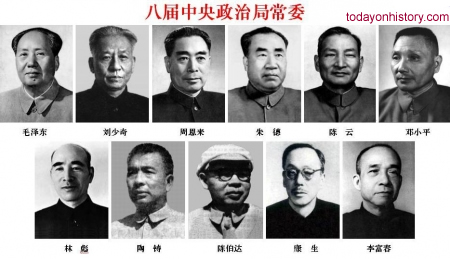 八届中央政治局常委
todayonhistory.com
毛泽东 刘少奇 周恩来 朱德 陈云 邓小平
林彪 陶铸 陈伯达 康生 李富春